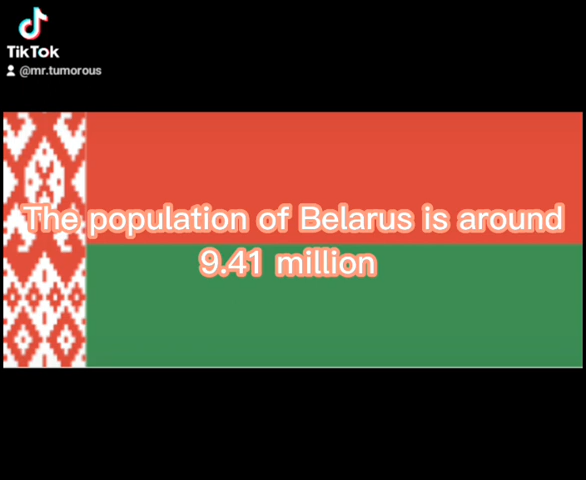 TikTok
@mr.tumorous
The population of Belarus is around
9.41 million